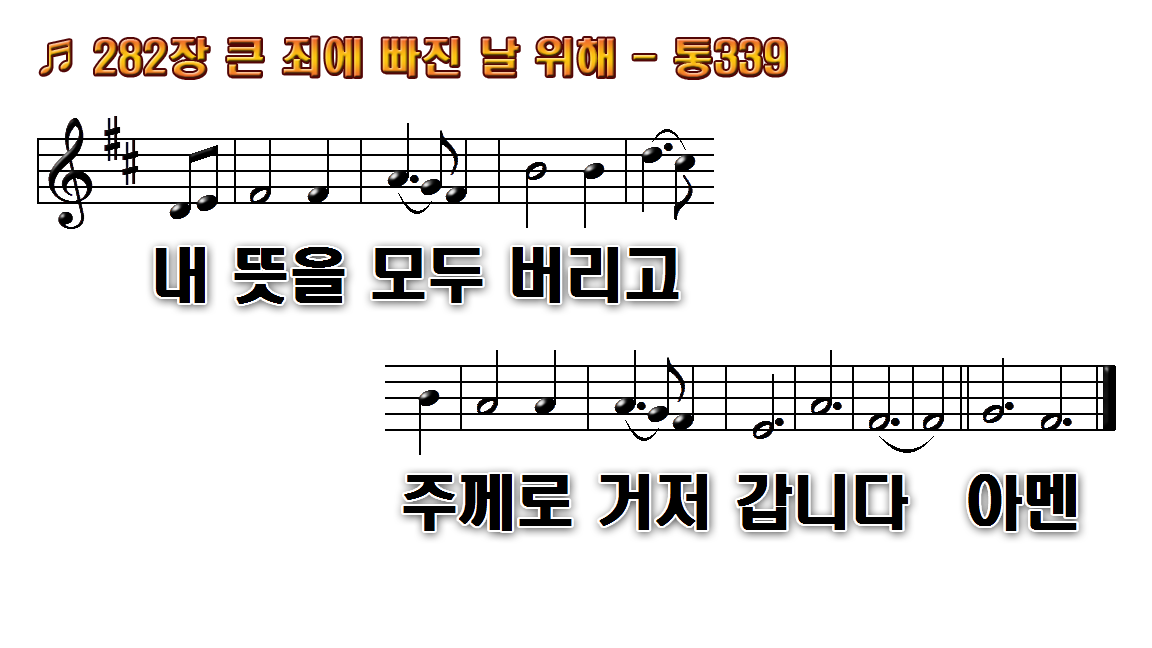 ♬ 282장 큰 죄에 빠진 날 위해 - 통339
내 뜻을 모두 버리고
주께로 거저 갑니다 아멘